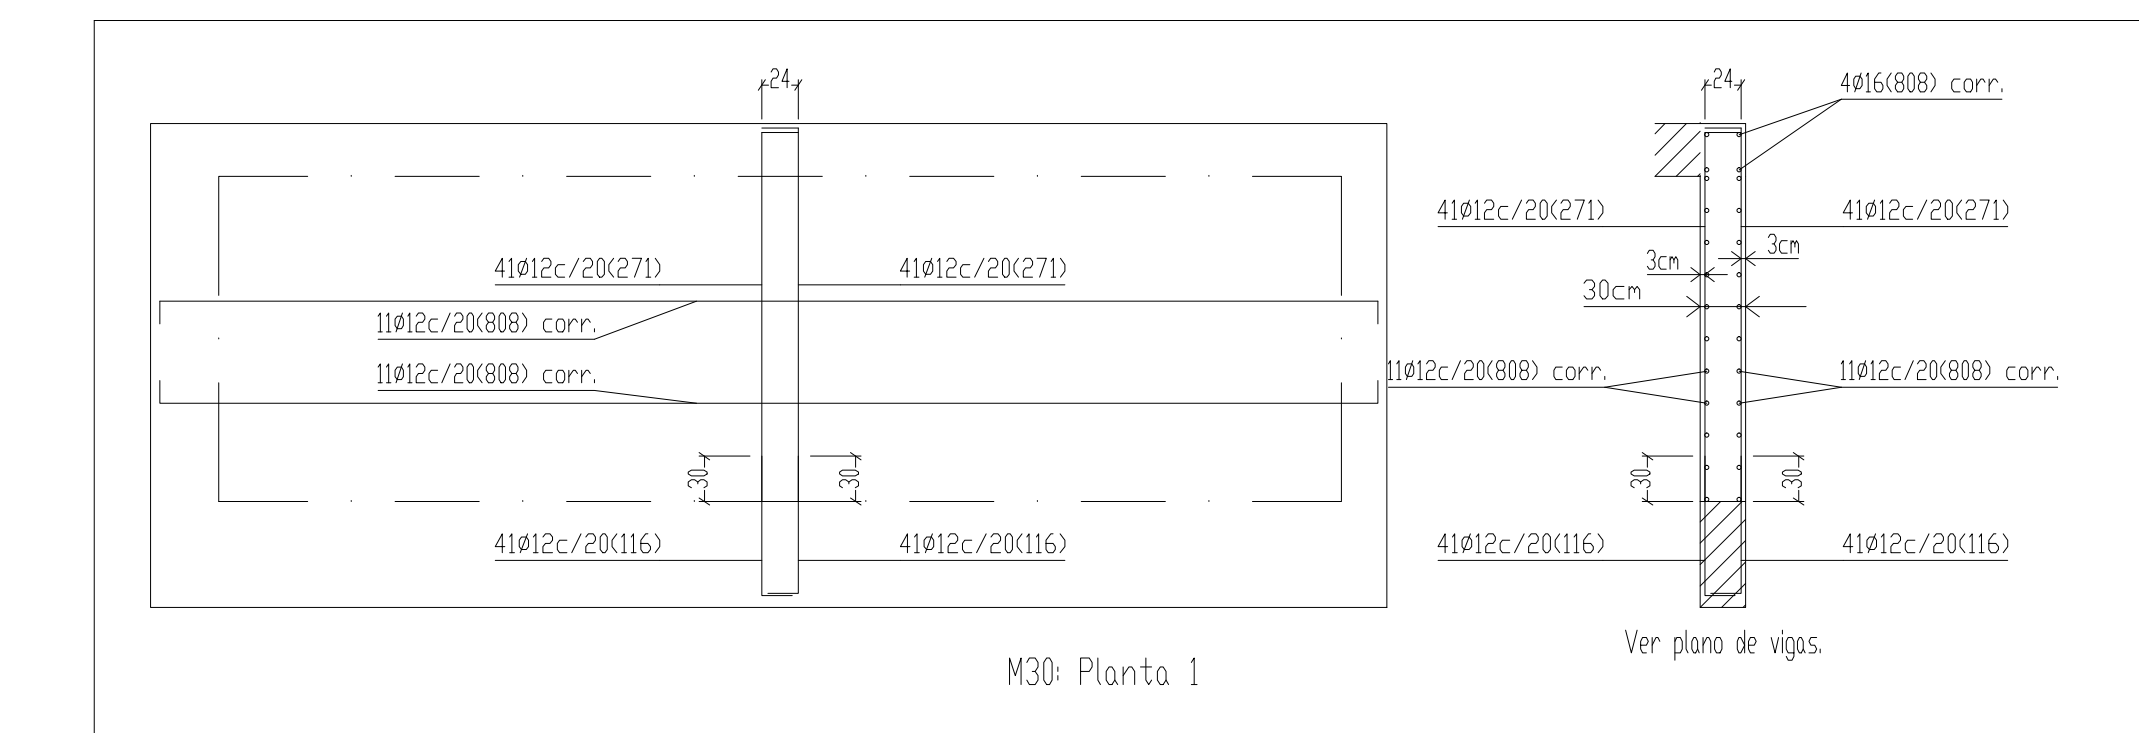 24
24
4ø16(808) corr.
41ø12c/20(271)
41ø12c/20(271)
3cm
3cm
41ø12c/20(271)
41ø12c/20(271)
30cm
11ø12c/20(808) corr.
11ø12c/20(808) corr.
11ø12c/20(808) corr.
11ø12c/20(808) corr.
30
30
30
30
41ø12c/20(116)
41ø12c/20(116)
41ø12c/20(116)
41ø12c/20(116)
Ver plano de vigas.
M30: Planta 1